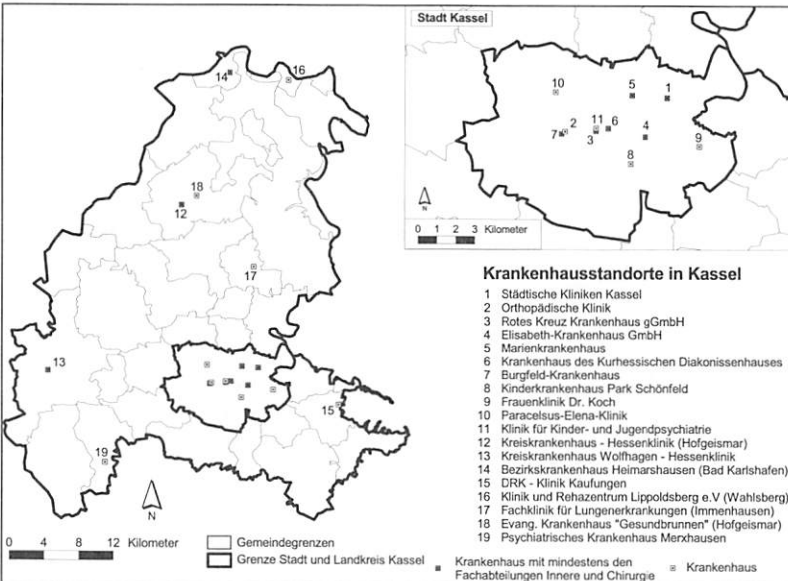 Stadt Kassel
10
5
1
2
11
6
7
3
4
9
8
N
0 1 2 3 Kilometer
14
16
18
12
17
13
15
19
N
0 4 8 12 Kilometer
Krankenhausstandorte in Kassel
1 Städtische Kliniken Kassel
2 Orthopädische Klinik
3 Rotes Kreuz Krankenhaus gGmbH
4 Elisabeth-Krankenhaus GmbH
5 Marienkrankenhaus
6 Krankenhaus des Kurhessischen Diakonissenhauses
7 Burgfeld-Krankenhaus
8 Kinderkrankenhaus Park Schönfeld
9 Frauenklinik Dr. Koch
10 Paracelsus-Elena-Klinik
11 Klinik für Kinder- und Jugendpsychiatrie
12 Kreiskrankenhaus - Hessenklinik (Hofgeismar)
13 Kreiskrankenhaus Wolfhagen - Hessenklinik
14 Bezirkskrankenhaus Heimarshausen (Bad Karlshafen)
15 DRK - Klinik Kaufungen
16 Klinik und Rehazentrum Lippoldsberg e.V (Wahlsberg)
17 Fachklinik für Lungenerkrankungen (Immenhausen)
18 Evang. Krankenhaus "Gesundbrunnen" (Hofgeismar)
19 Psychiatrisches Krankenhaus Merxhausen
Gemeindegrenzen
Grenze Stadt und Landkreis Kassel
Krankenhaus mit mindestens den
Fachabteilungen Innere und Chirurgie
Krankenhaus